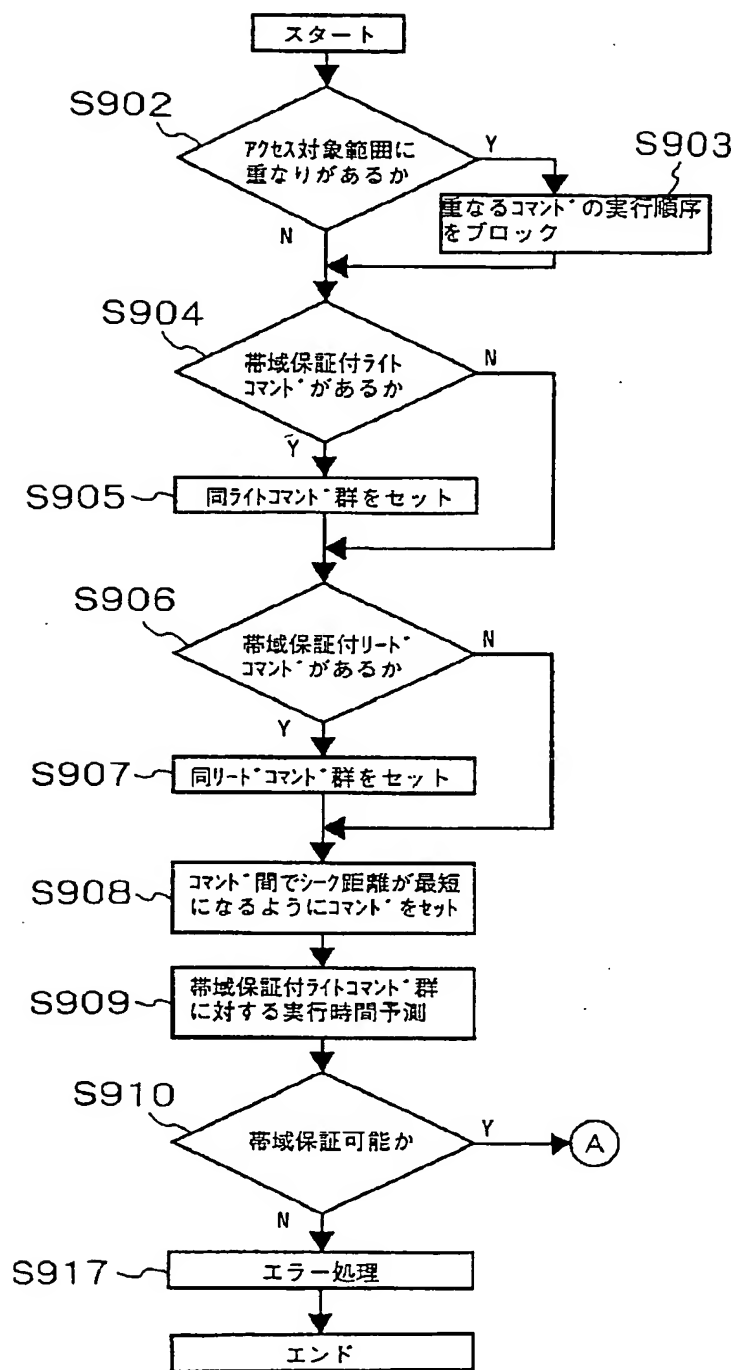 スタート
S902
アクセス対象範囲に
重なりがあるか
Y
S903
重なるコマンドの実行順序
をブロック
N
S904
帯域保証付ライト
コマンドがあるか
N
Y
S905
同ライトコマンド群をセット
S906
帯域保証付リード
コマンドがあるか
N
Y
S907
同リードコマンド群をセット
S908
コマンド間でシーク距離が最短
になるようにコマンドをセット
S909
帯域保証付ライトコマンド群
に対する実行時間予測
S910
帯域保証可能か
Y
A
N
S917
エラー処理
エンド